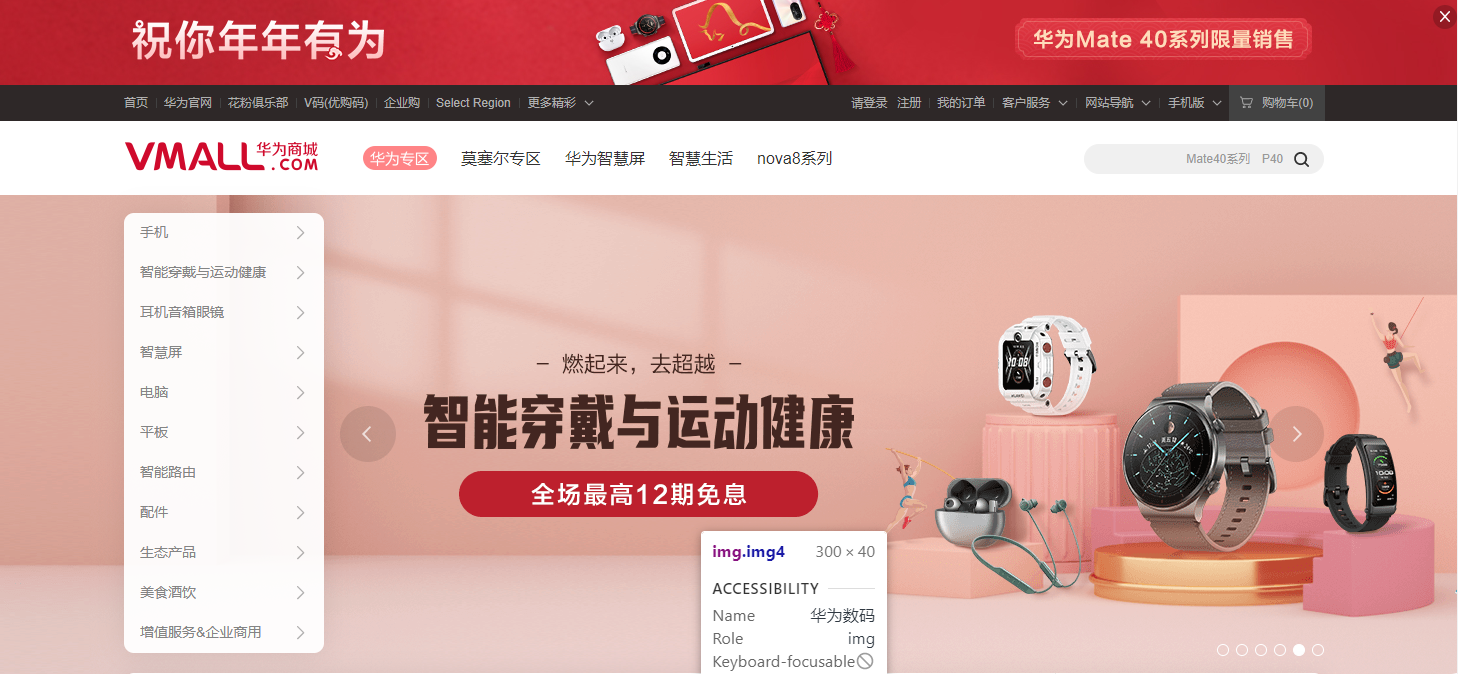 祝你年年有为
华为Mate 40系列限量销售
首页 华为官网 花粉俱乐部 V码(优购码) 企业购 Select Region 更多精彩 请登录 注册 我的订单 客户服务 网站导航 手机版 购物车(0)
VMALL.COM 华为商城 华为专区 莫塞尔专区 华为智慧屏 智慧生活 nova8系列 Mate40系列 P40
手机
智能穿戴与运动健康
耳机音箱眼镜
智慧屏
电脑
平板
智能路由
配件
生态产品
美食酒饮
增值服务&企业商用
– 燃起来，去超越 –
智能穿戴与运动健康
全场最高12期免息
img.img4 300 × 40
ACCESSIBILITY
Name 华为数码
Role img
Keyboard-focusable